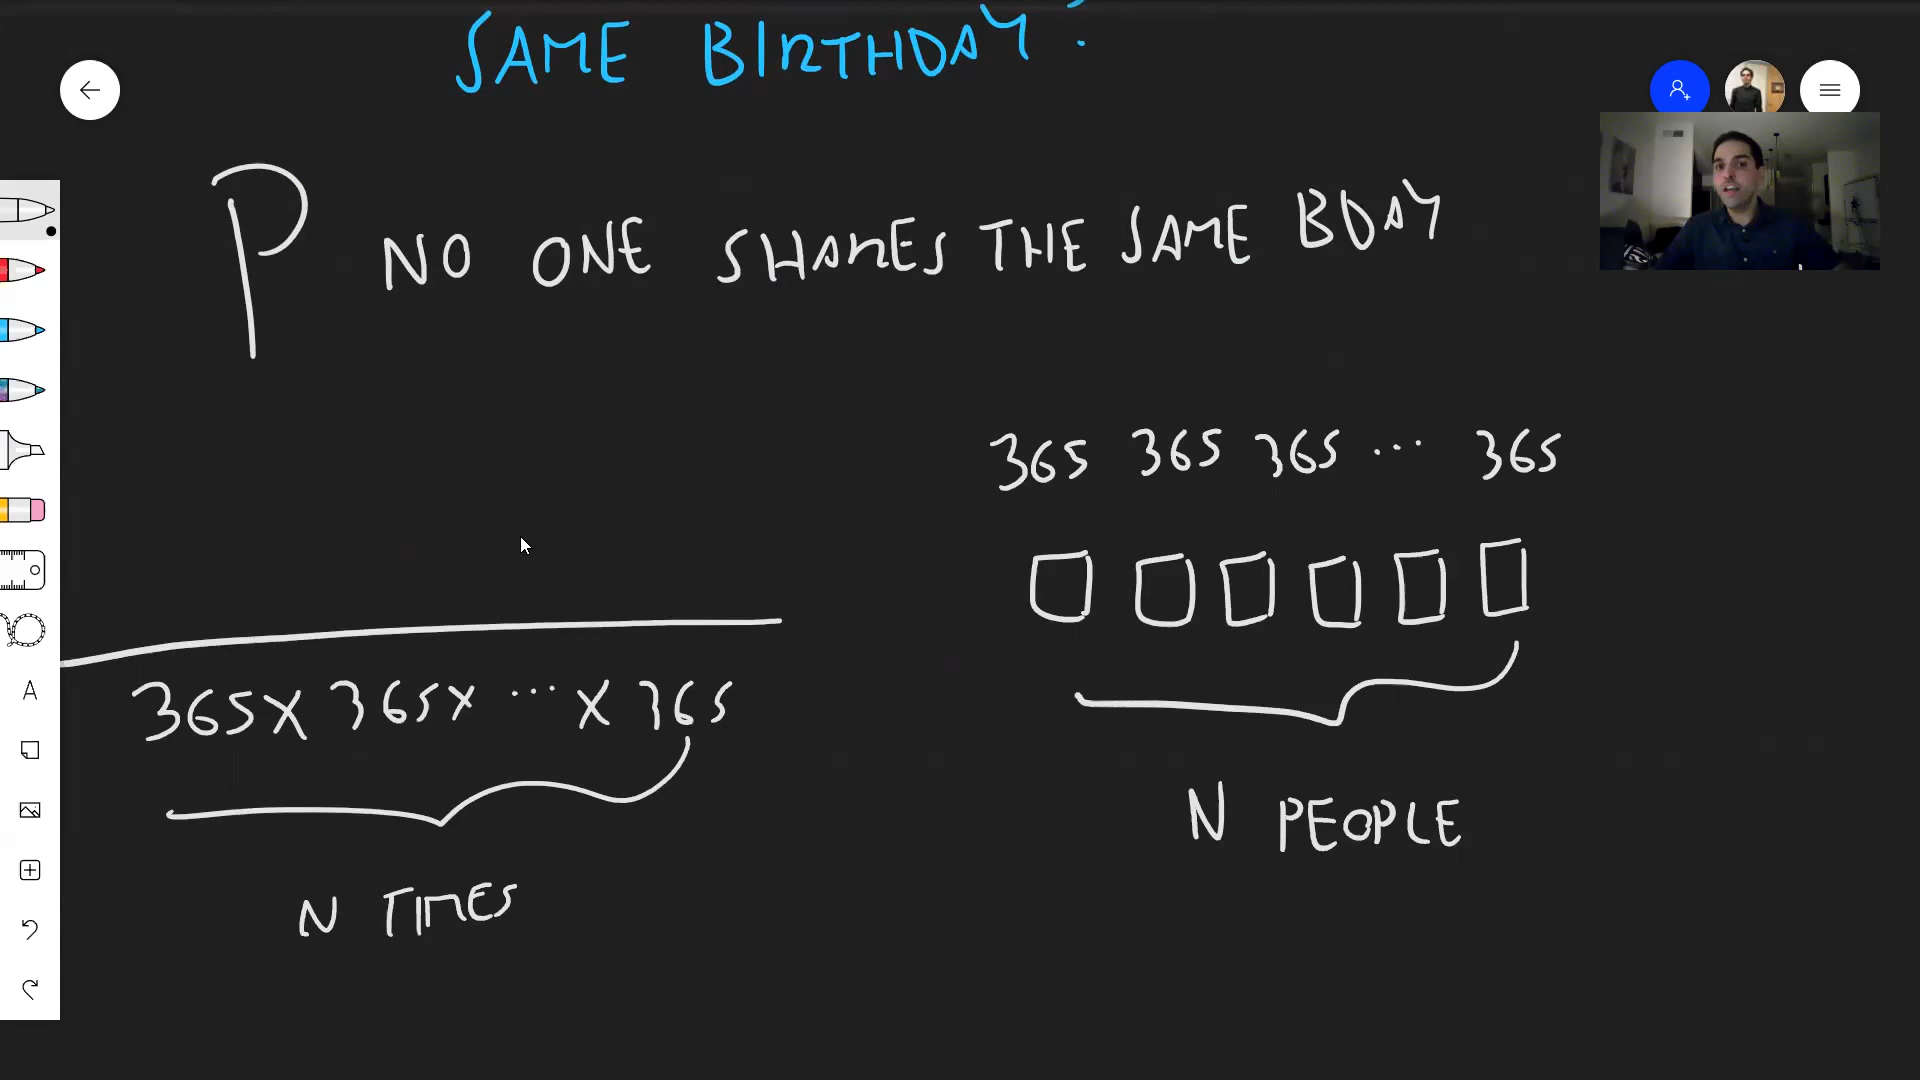 SAME BIRTHDAY?
P NO ONE SHARES THE SAME BDAY
365 365 365 ... 365
365 x 365 x ... x 365
N PEOPLE
N TIMES
A